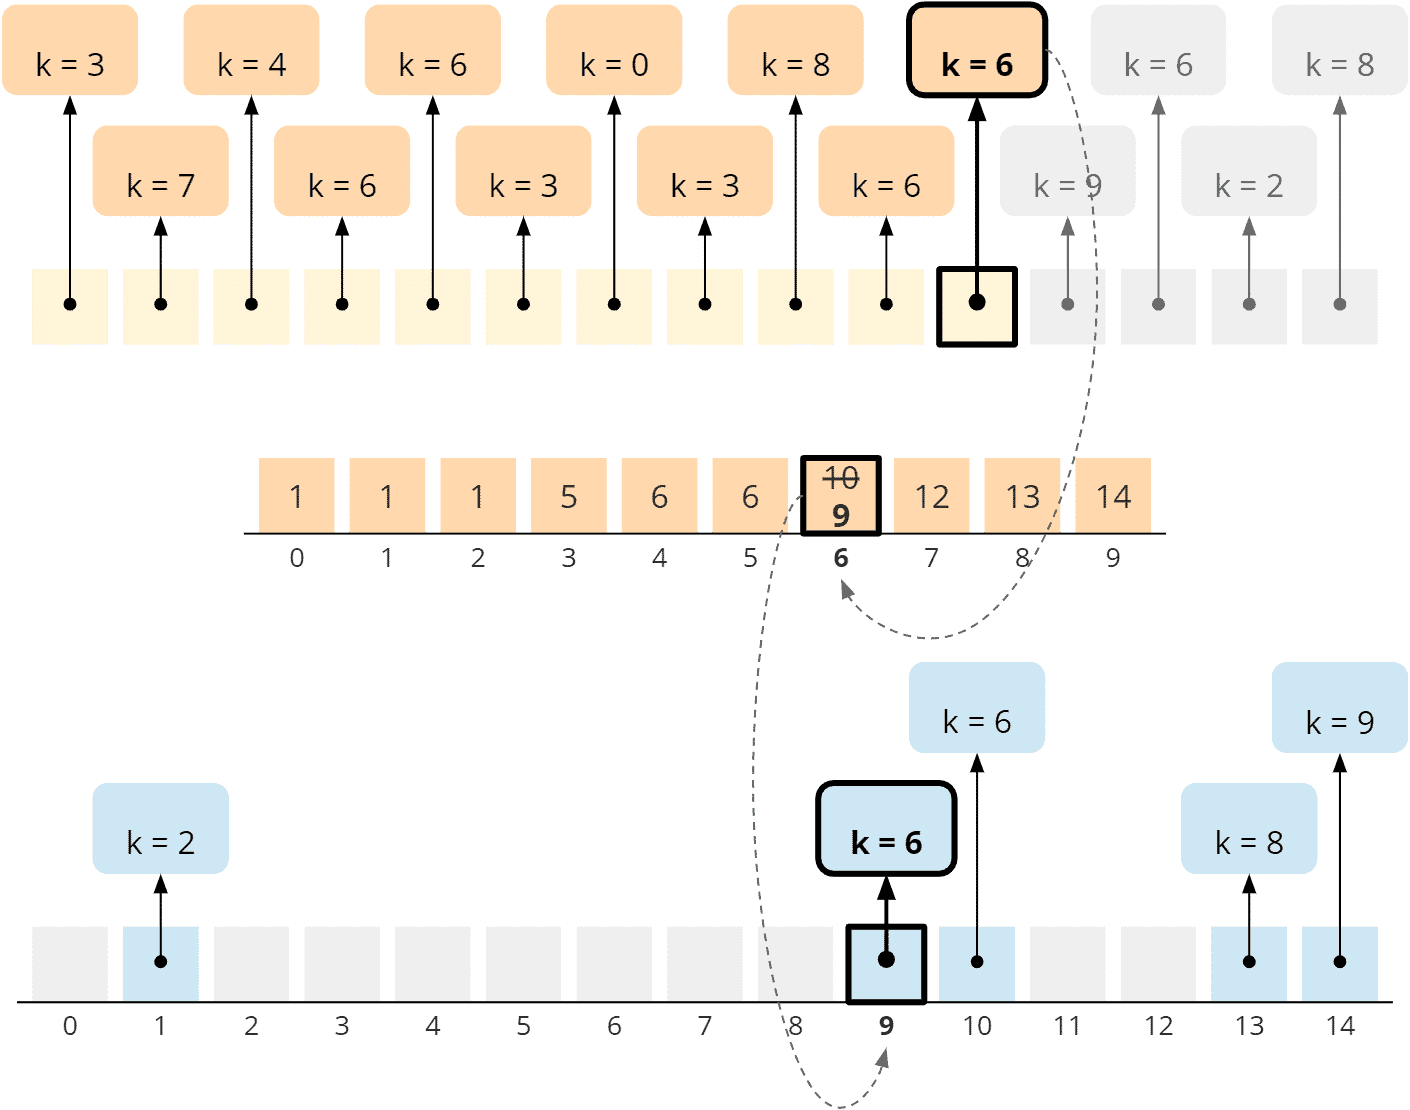 k = 3 k = 4 k = 6 k = 0 k = 8 k = 6 k = 6 k = 8
k = 7 k = 6 k = 3 k = 3 k = 6 k = 9 k = 2
10
1 1 1 5 6 6 9 12 13 14
0 1 2 3 4 5 6 7 8 9
k = 6 k = 9
k = 2 k = 6 k = 8
0 1 2 3 4 5 6 7 8 9 10 11 12 13 14